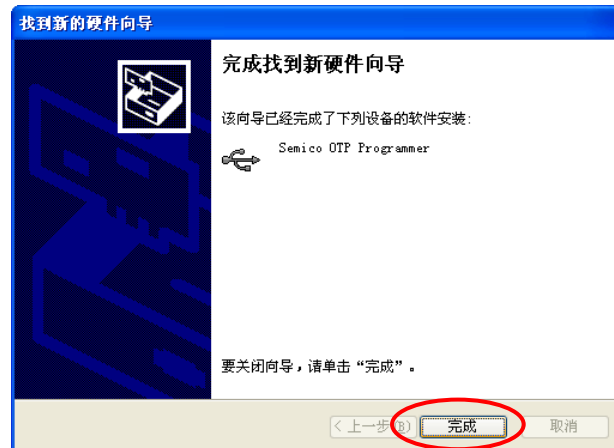 找到新的硬件向导
完成找到新硬件向导
该向导已经完成了下列设备的软件安装:
Semico OTP Programmer
要关闭向导，请单击“完成”。
< 上一步(B) 完成 取消